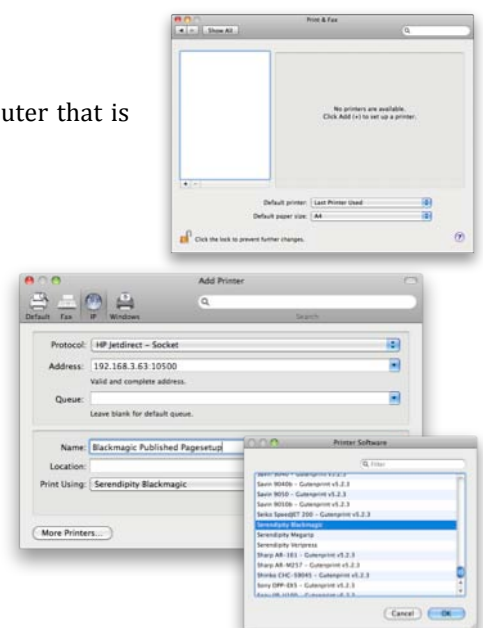 Print & Fax
Show All
uter that is
No printers are available.
Click Add (+) to set up a printer.
Default printer: Last Printer Used
Default paper size: A4
Click the lock to prevent further changes.
Add Printer
Default Fax IP Windows Search
Protocol: HP Jetdirect – Socket
Address: 192.168.3.63:10500
Valid and complete address.
Queue:
Leave blank for default queue.
Name: Blackmagic Published Pagesetup
Location:
Print Using: Serendipity Blackmagic
More Printers...
Printer Software
Filter
Savin 9040b – Gutenprint v5.2.3
Savin 9050 – Gutenprint v5.2.3
Savin 9050b – Gutenprint v5.2.3
Seiko SpeedJET 200 – Gutenprint v5.2.3
Serendipity Blackmagic
Serendipity Megarip
Serendipity Veripress
Sharp AR-161 – Gutenprint v5.2.3
Sharp AR-M257 – Gutenprint v5.2.3
Shinko CHC-S9045 – Gutenprint v5.2.3
Sony DPP-EX5 – Gutenprint v5.2.3
Cancel OK